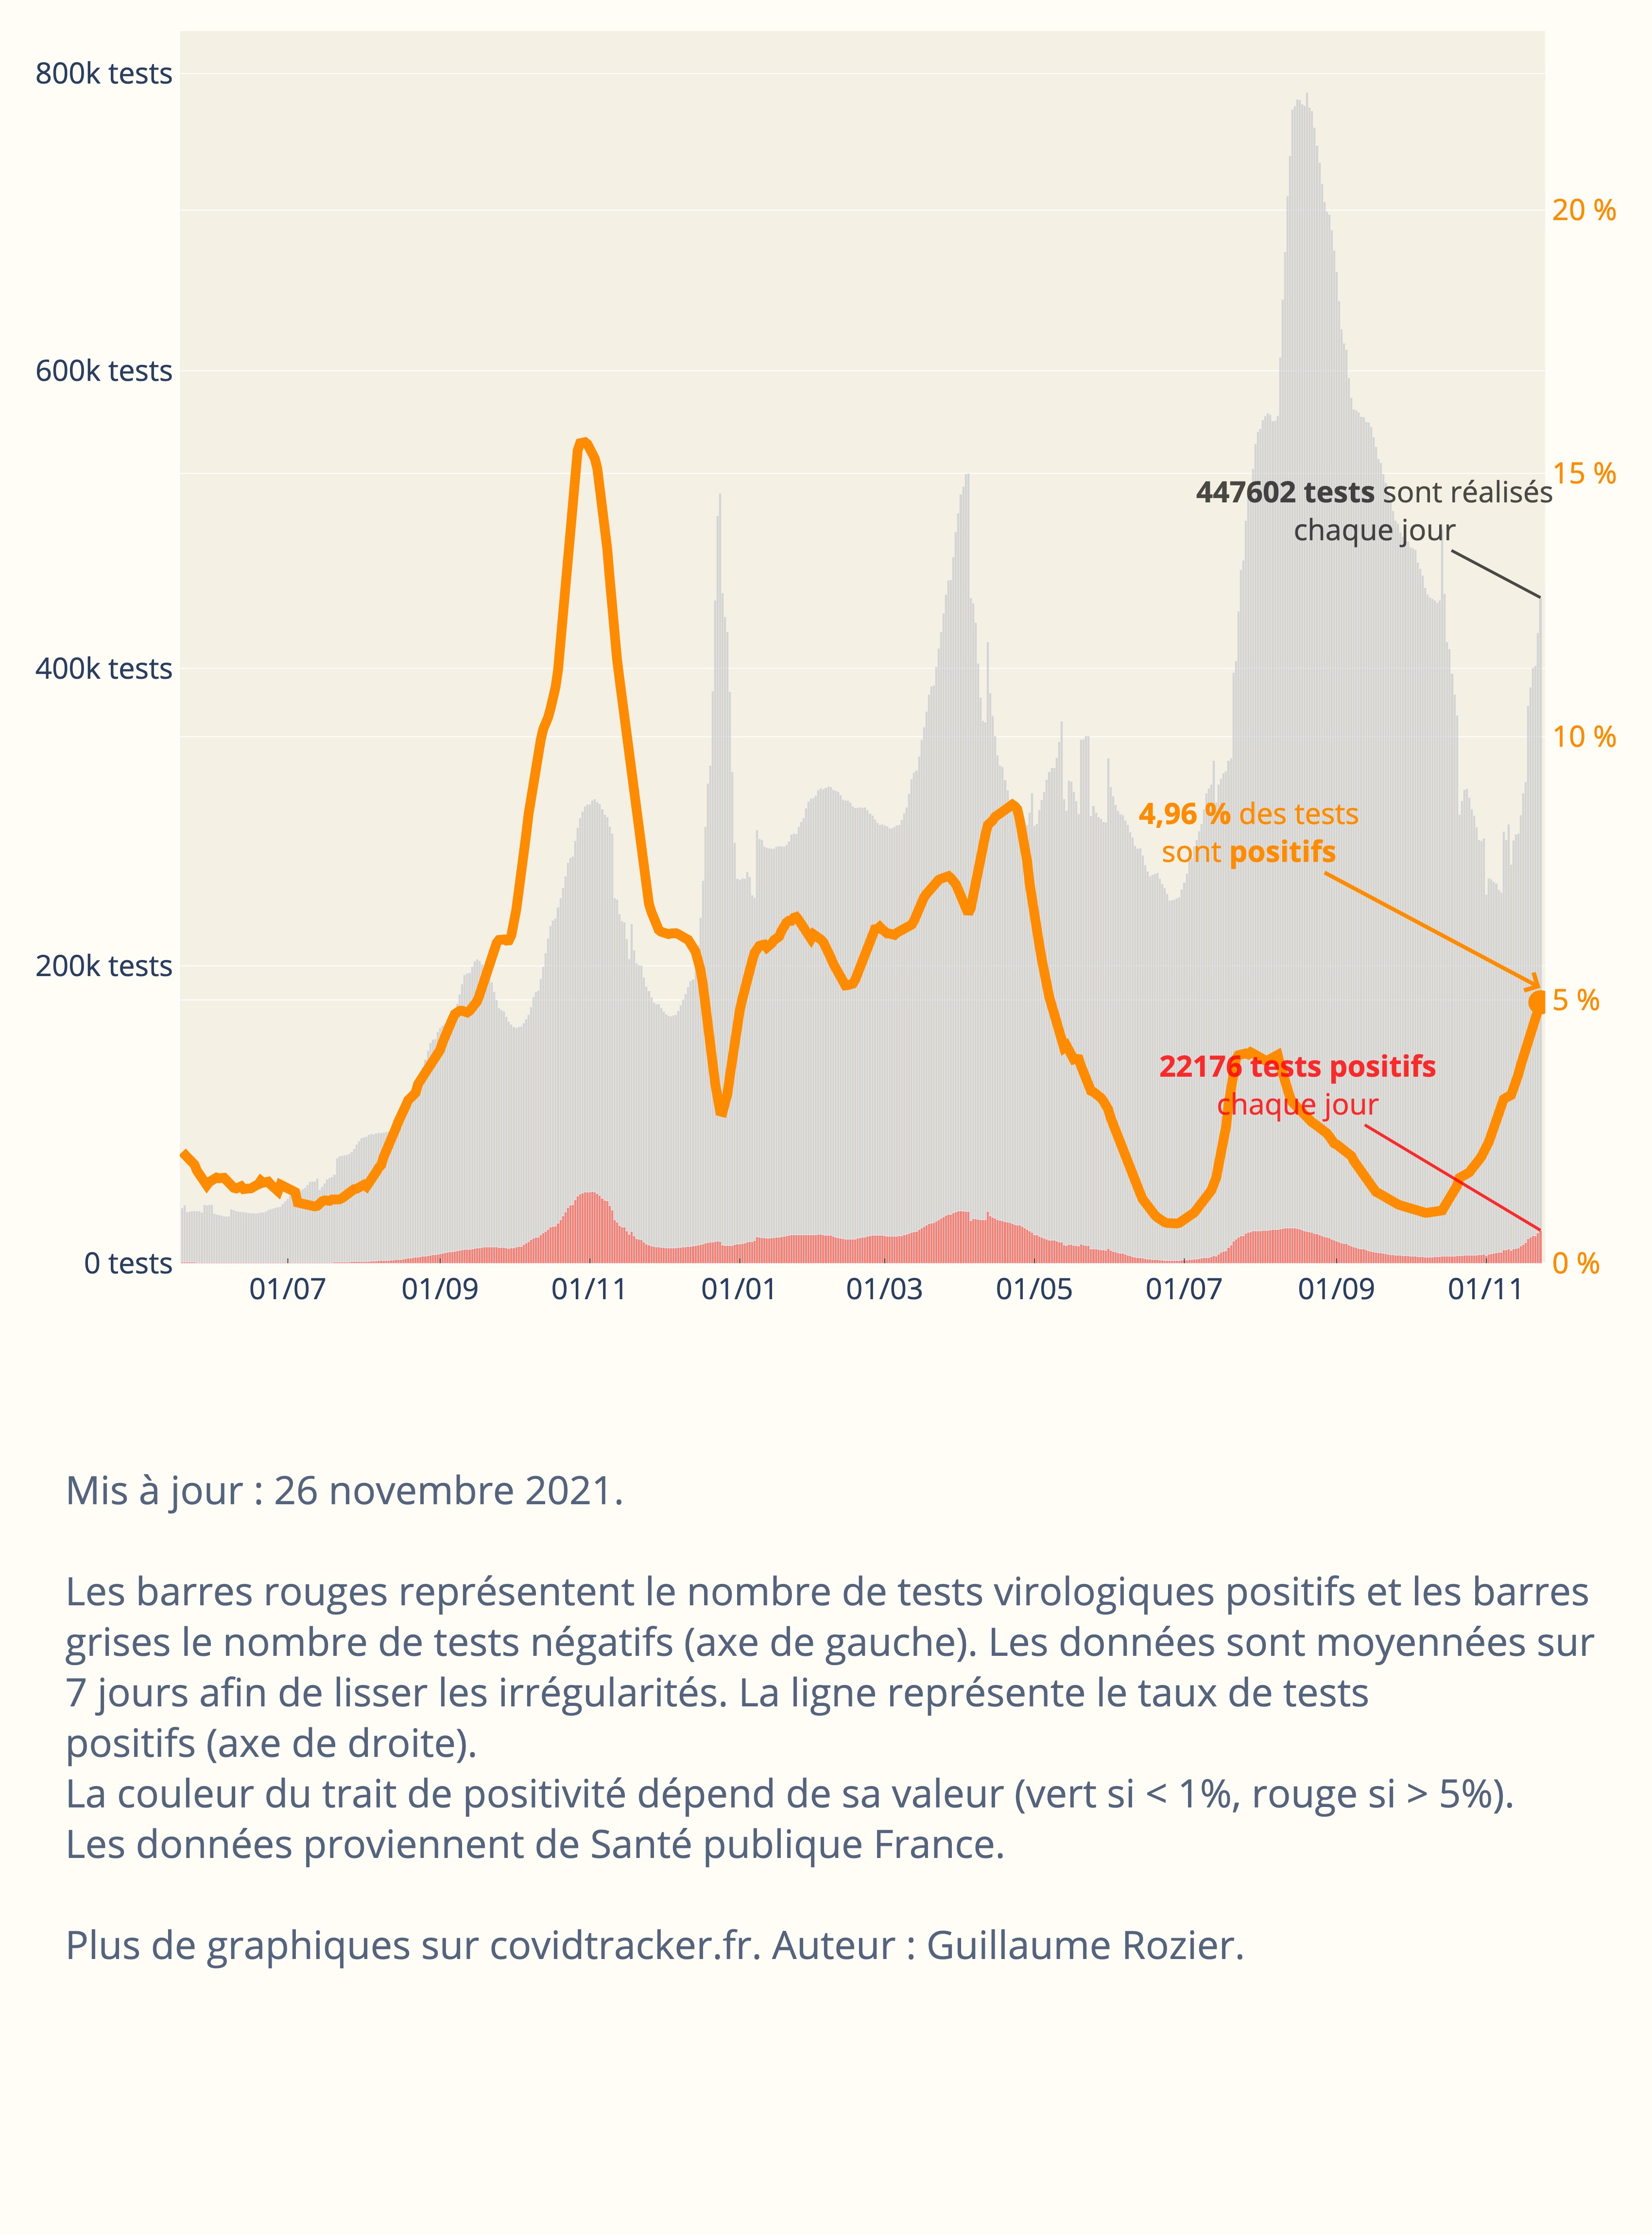 800k tests
600k tests
400k tests
200k tests
0 tests
20 %
15 %
10 %
5 %
0 %
447602 tests sont réalisés
chaque jour
4,96 % des tests
sont positifs
22176 tests positifs
chaque jour
01/07
01/09
01/11
01/01
01/03
01/05
01/07
01/09
01/11
Mis à jour : 26 novembre 2021.
Les barres rouges représentent le nombre de tests virologiques positifs et les barres
grises le nombre de tests négatifs (axe de gauche). Les données sont moyennées sur
7 jours afin de lisser les irrégularités. La ligne représente le taux de tests
positifs (axe de droite).
La couleur du trait de positivité dépend de sa valeur (vert si < 1%, rouge si > 5%).
Les données proviennent de Santé publique France.
Plus de graphiques sur covidtracker.fr. Auteur : Guillaume Rozier.